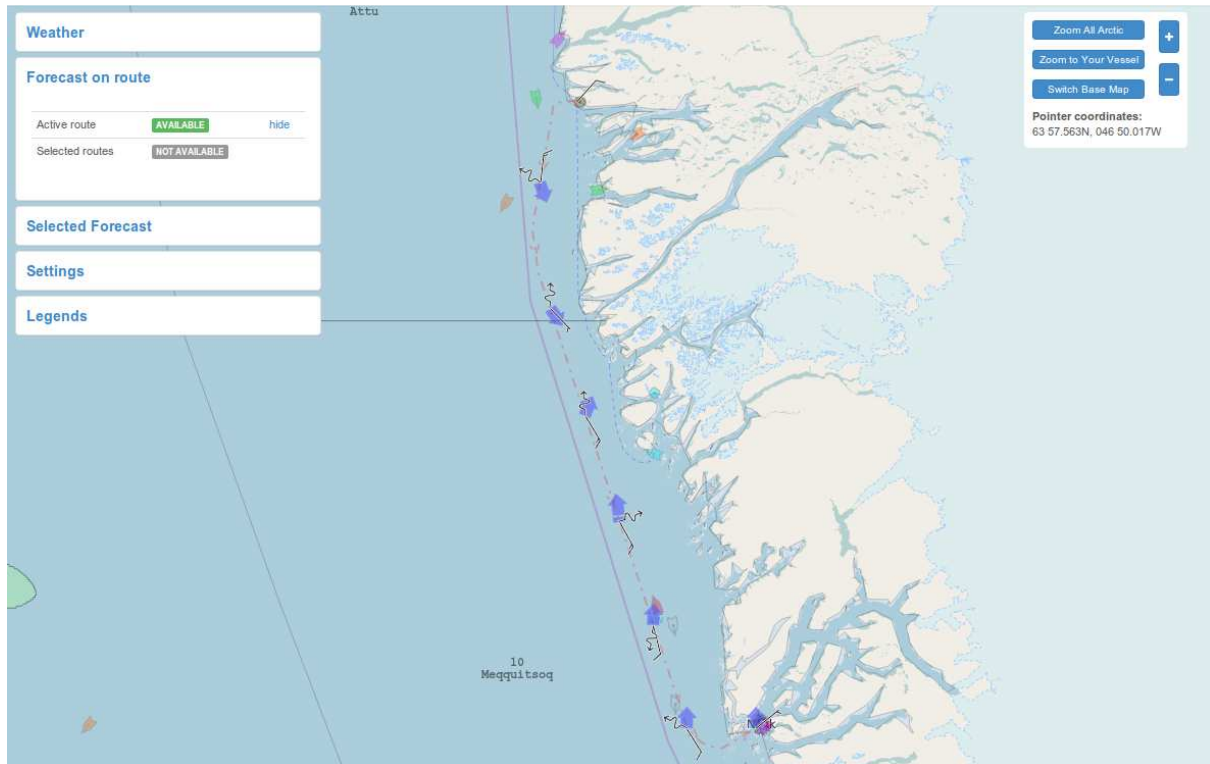 Attu
Weather
Forecast on route
Active route AVAILABLE hide
Selected routes NOT AVAILABLE
Selected Forecast
Settings
Legends
Zoom All Arctic
+
Zoom to Your Vessel
−
Switch Base Map
Pointer coordinates:
63 57.563N, 046 50.017W
10
Meqquitsoq